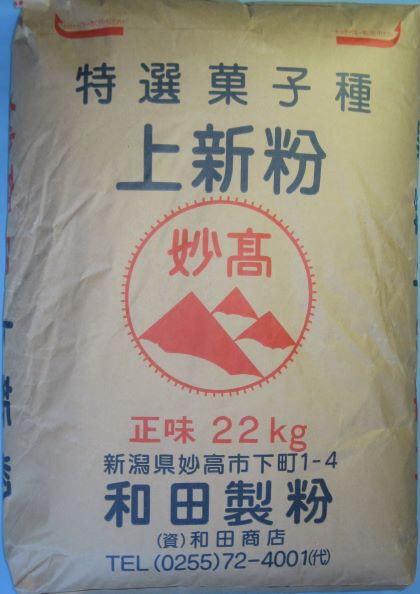 特選菓子種
上新粉
妙高
正味 22kg
新潟県妙高市下町1-4
和田製粉
(資)和田商店
TEL(0255)72-4001(代)